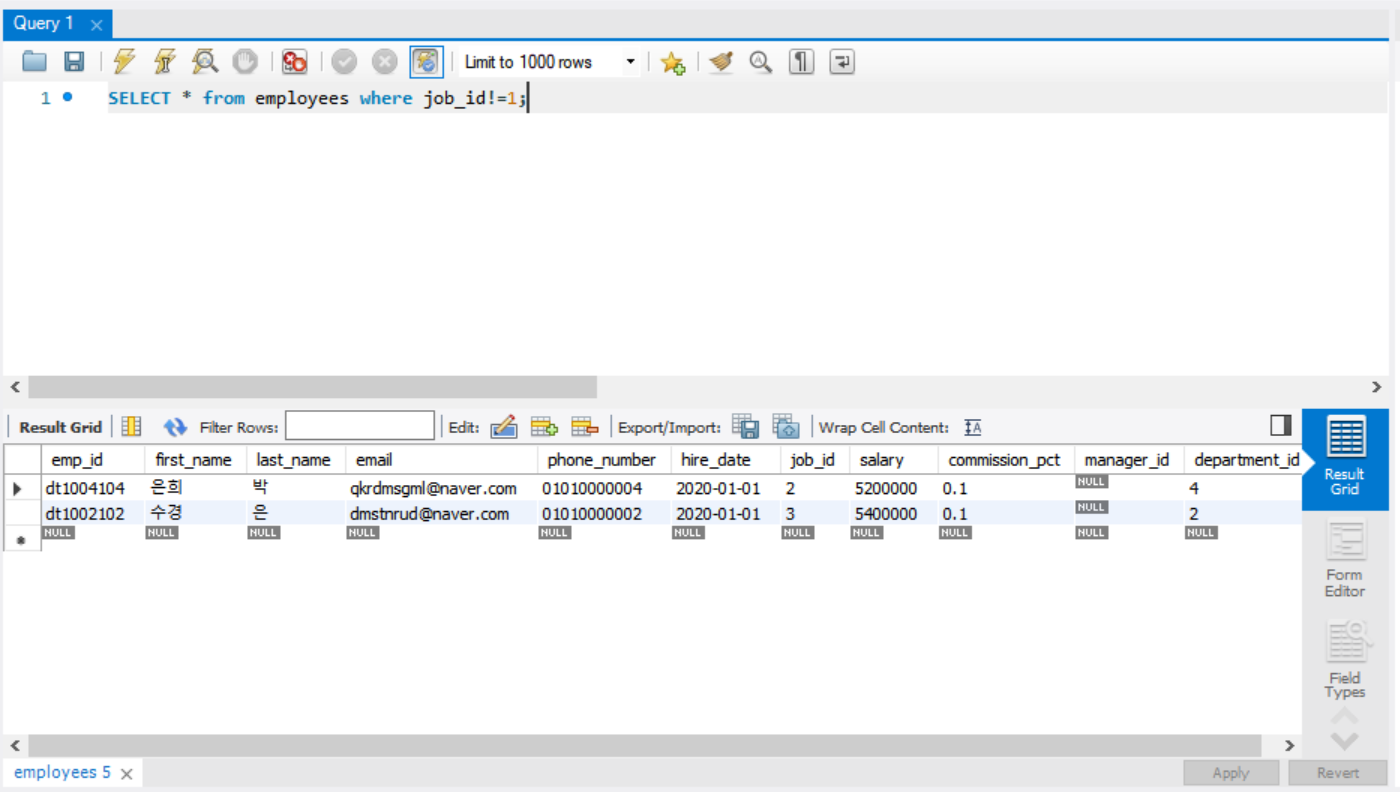 Query 1
Limit to 1000 rows
1 SELECT * from employees where job_id!=1;
Result Grid Filter Rows: Edit: Export/Import: Wrap Cell Content:
emp_id first_name last_name email phone_number hire_date job_id salary commission_pct manager_id department_id
dt1004104 은희 박 qkrdmsgml@naver.com 01010000004 2020-01-01 2 5200000 0.1 NULL 4
dt1002102 수경 은 dmstnrud@naver.com 01010000002 2020-01-01 3 5400000 0.1 NULL 2
NULL NULL NULL NULL NULL NULL NULL NULL NULL NULL NULL
Result
Grid
Form
Editor
Field
Types
employees 5
Apply Revert